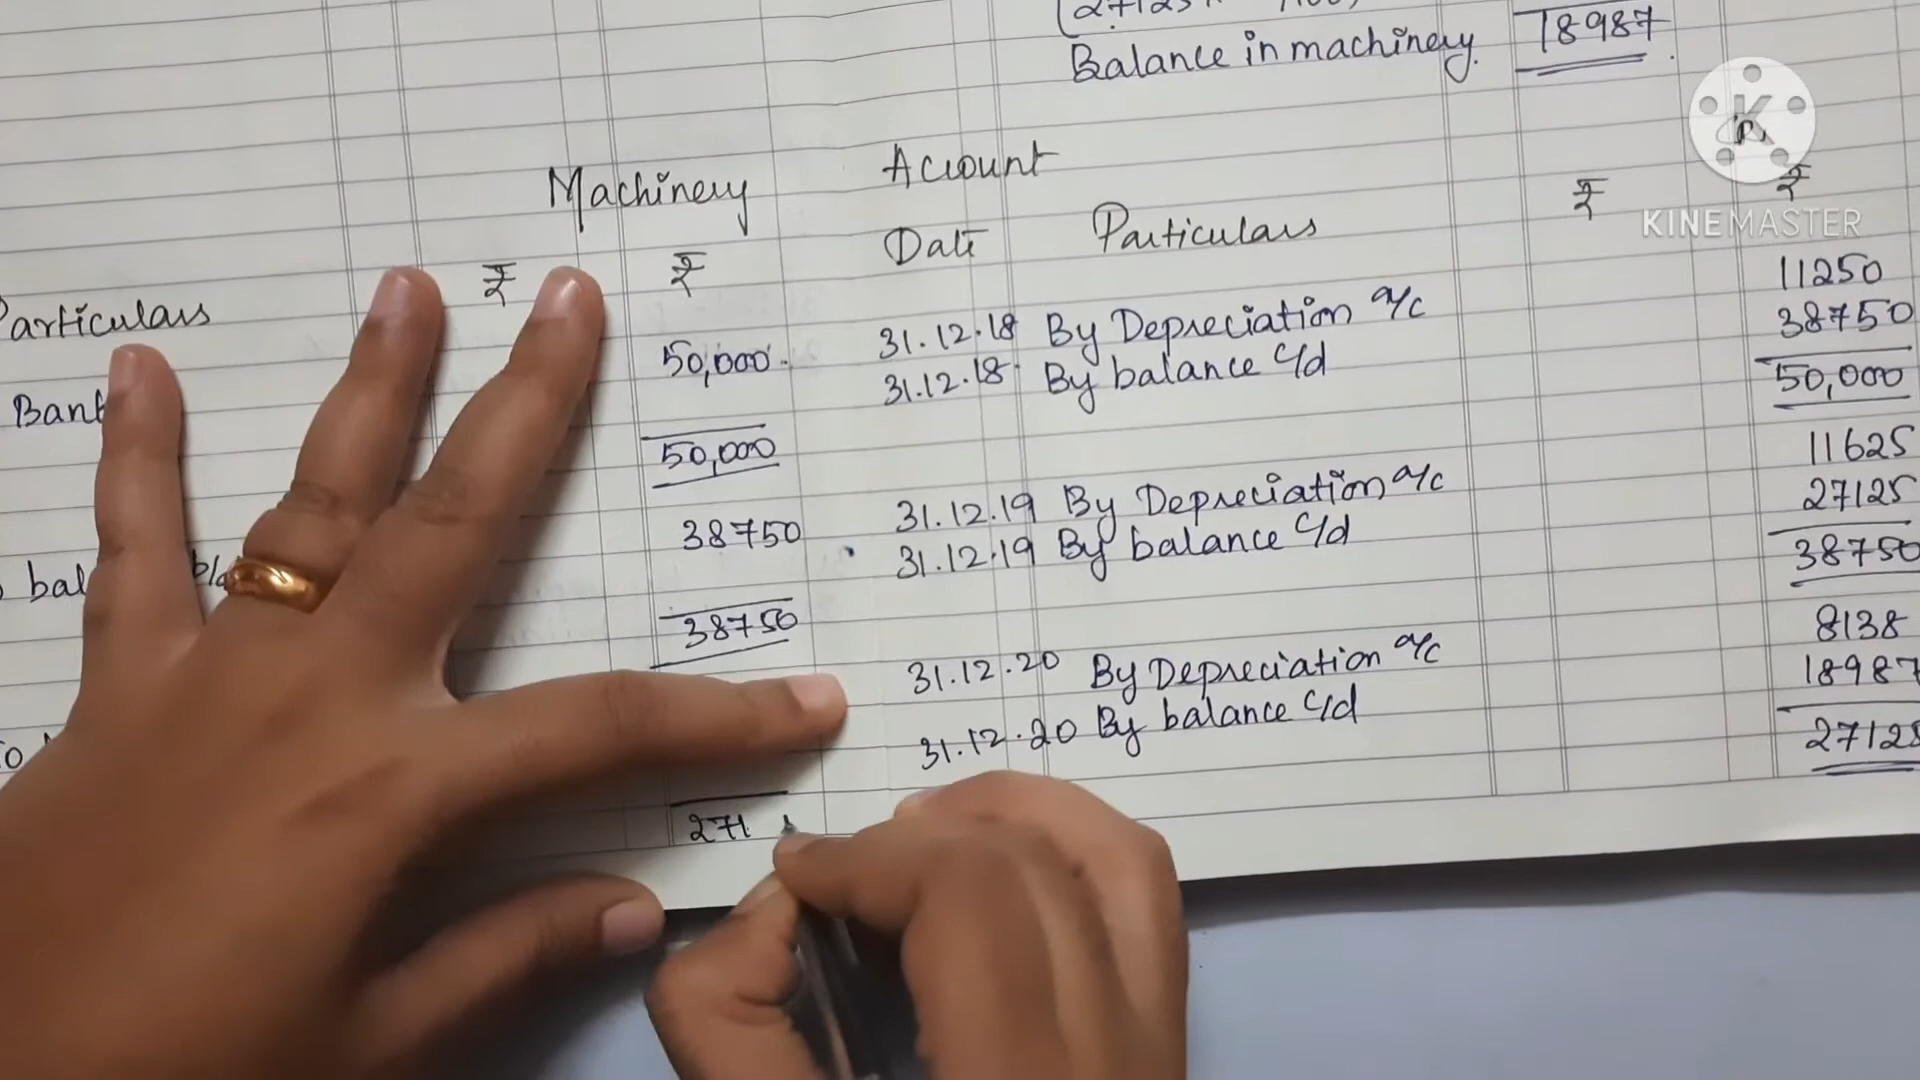 Balance in machinery. 18987
Machinery Account
KINEMASTER
Particulars ₹ ₹ Date Particulars ₹ ₹
50,000 31.12.18 By Depreciation a/c 11250
Bank 31.12.18 By balance c/d 38750
50,000 50,000
38750 31.12.19 By Depreciation a/c 11625
bal b/d 31.12.19 By balance c/d 27125
38750 38750
31.12.20 By Depreciation a/c 8138
31.12.20 By balance c/d 18987
271 27125